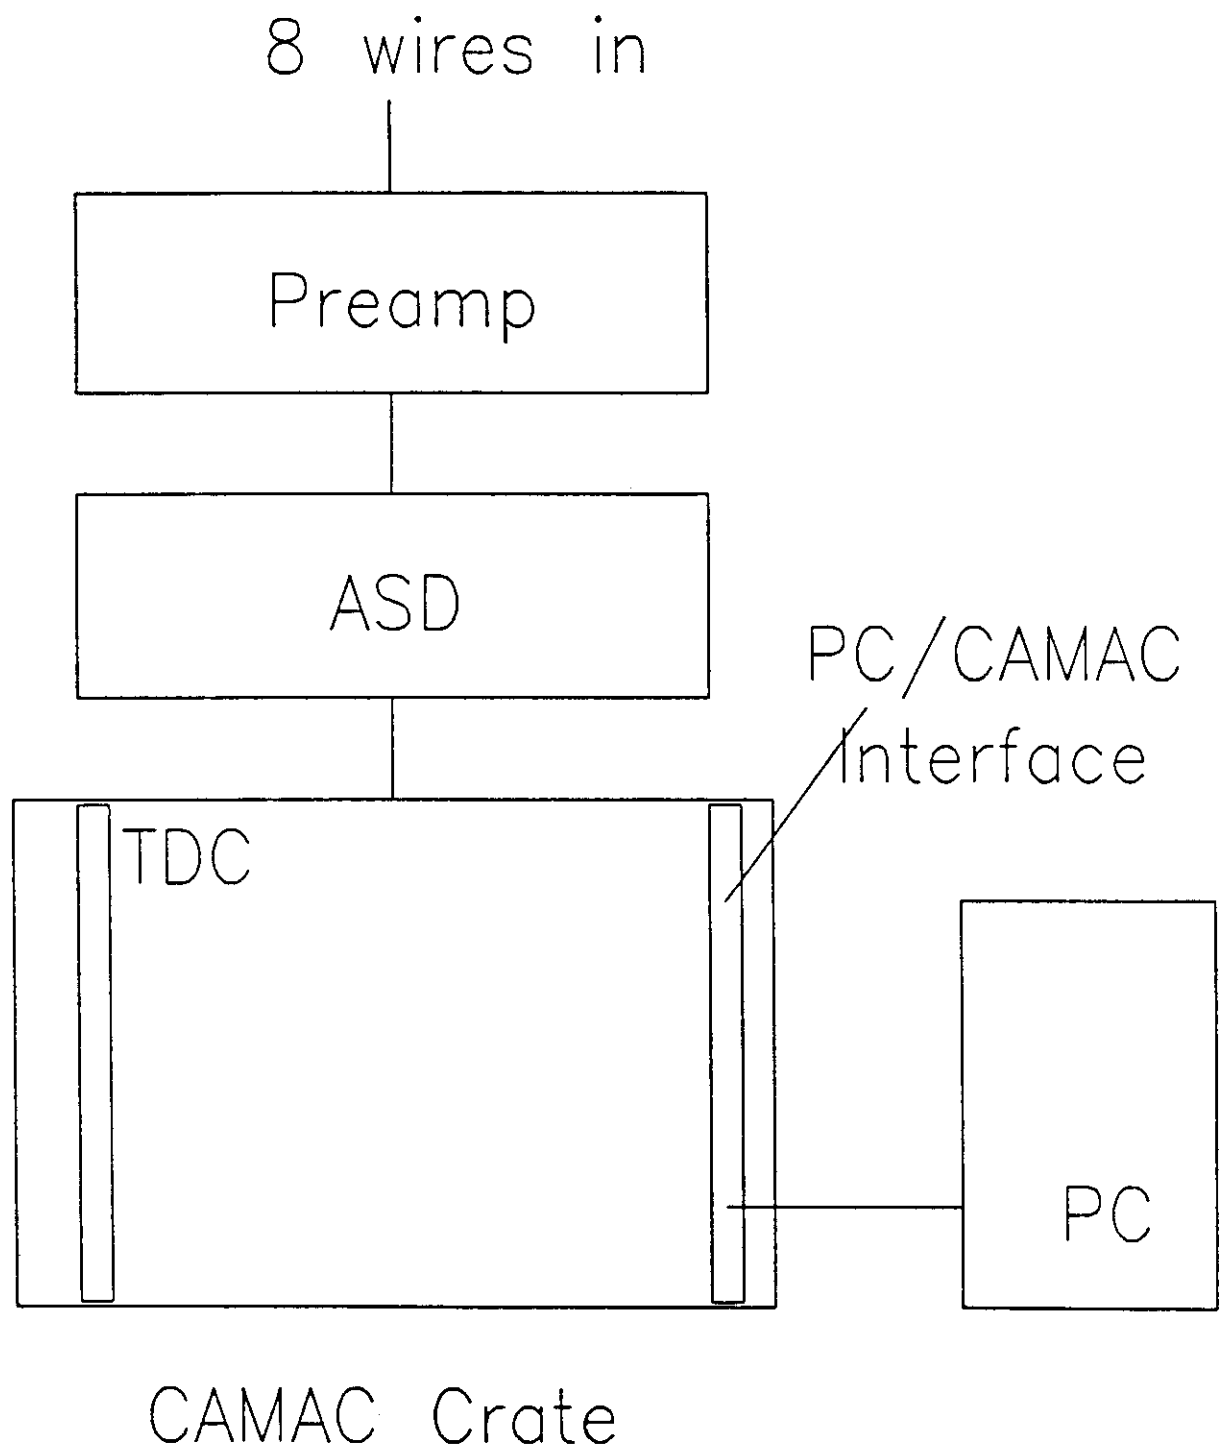 8 wires in
Preamp
ASD
PC/CAMAC
Interface
TDC
PC
CAMAC Crate